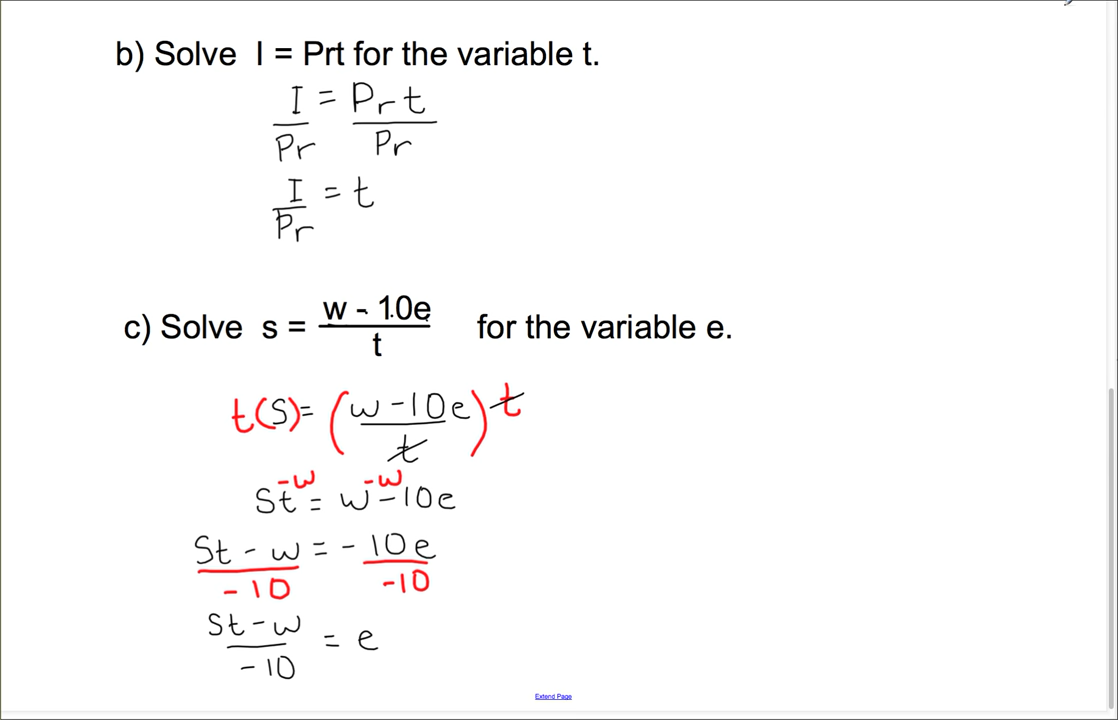 b) Solve I = Prt for the variable t.
I = Prt
Pr Pr
I = t
Pr
c) Solve s = w - 10e for the variable e.
t
t(S)= (w-10e) t
t
-w -w
St = w-10e
St - w = - 10e
-10 -10
St-w = e
-10
Extend Page